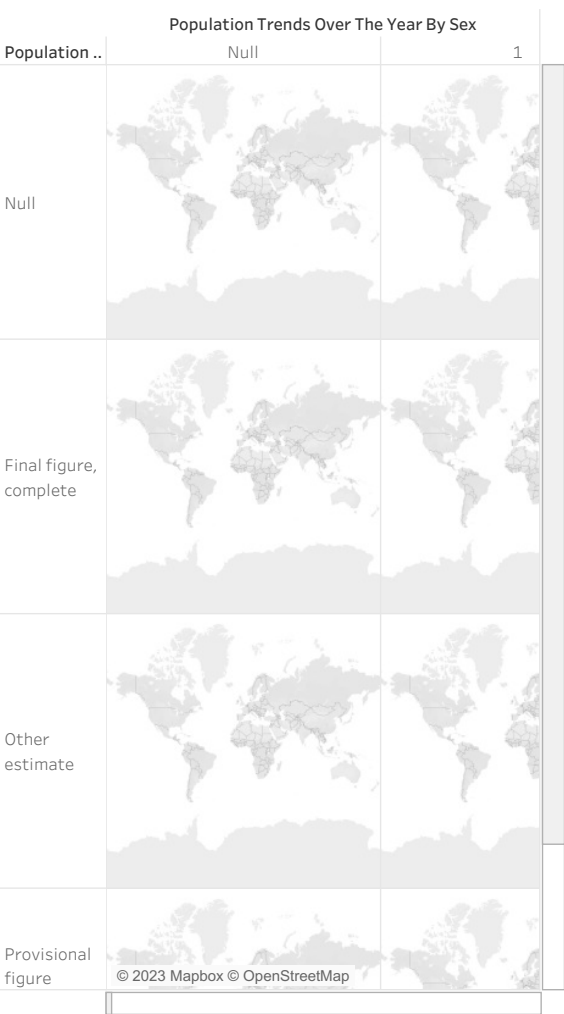 Population Trends Over The Year By Sex
Population ..
Null
1
Null
Final figure,
complete
Other
estimate
Provisional
figure
© 2023 Mapbox © OpenStreetMap